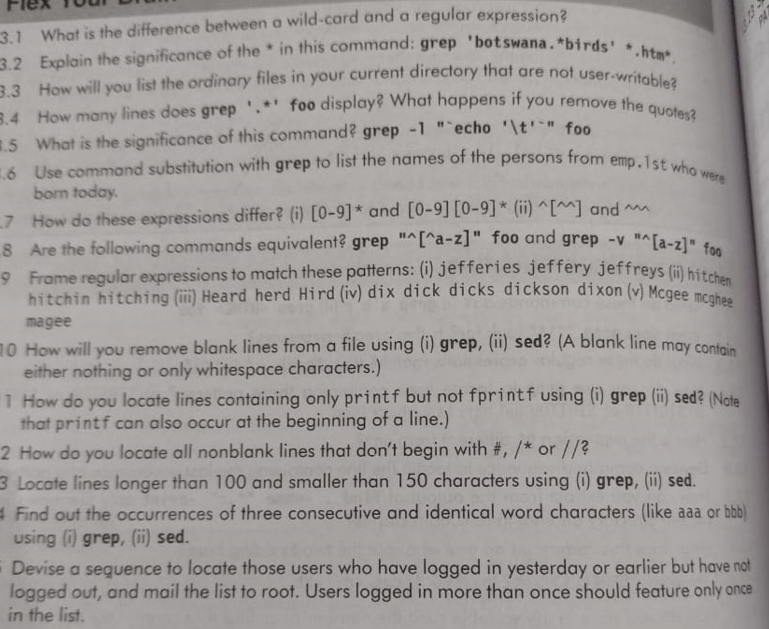 Flex Your
3.1 What is the difference between a wild-card and a regular expression?
3.2 Explain the significance of the * in this command: grep 'botswana.*birds' *.htm*.
3.3 How will you list the ordinary files in your current directory that are not user-writable?
3.4 How many lines does grep '.*' foo display? What happens if you remove the quotes?
.5 What is the significance of this command? grep -l "`echo '\t'`" foo
.6 Use command substitution with grep to list the names of the persons from emp.lst who were
born today.
.7 How do these expressions differ? (i) [0-9]* and [0-9][0-9]* (ii) ^[^^] and ^^^
.8 Are the following commands equivalent? grep "^[^a-z]" foo and grep -v "^[a-z]" foo
9 Frame regular expressions to match these patterns: (i) jefferies jeffery jeffreys (ii) hitchen
hitchin hitching (iii) Heard herd Hird (iv) dix dick dicks dickson dixon (v) Mcgee mcghee
magee
10 How will you remove blank lines from a file using (i) grep, (ii) sed? (A blank line may contain
either nothing or only whitespace characters.)
1 How do you locate lines containing only printf but not fprintf using (i) grep (ii) sed? (Note
that printf can also occur at the beginning of a line.)
2 How do you locate all nonblank lines that don't begin with #, /* or //?
3 Locate lines longer than 100 and smaller than 150 characters using (i) grep, (ii) sed.
4 Find out the occurrences of three consecutive and identical word characters (like aaa or bbb)
using (i) grep, (ii) sed.
Devise a sequence to locate those users who have logged in yesterday or earlier but have not
logged out, and mail the list to root. Users logged in more than once should feature only once
in the list.